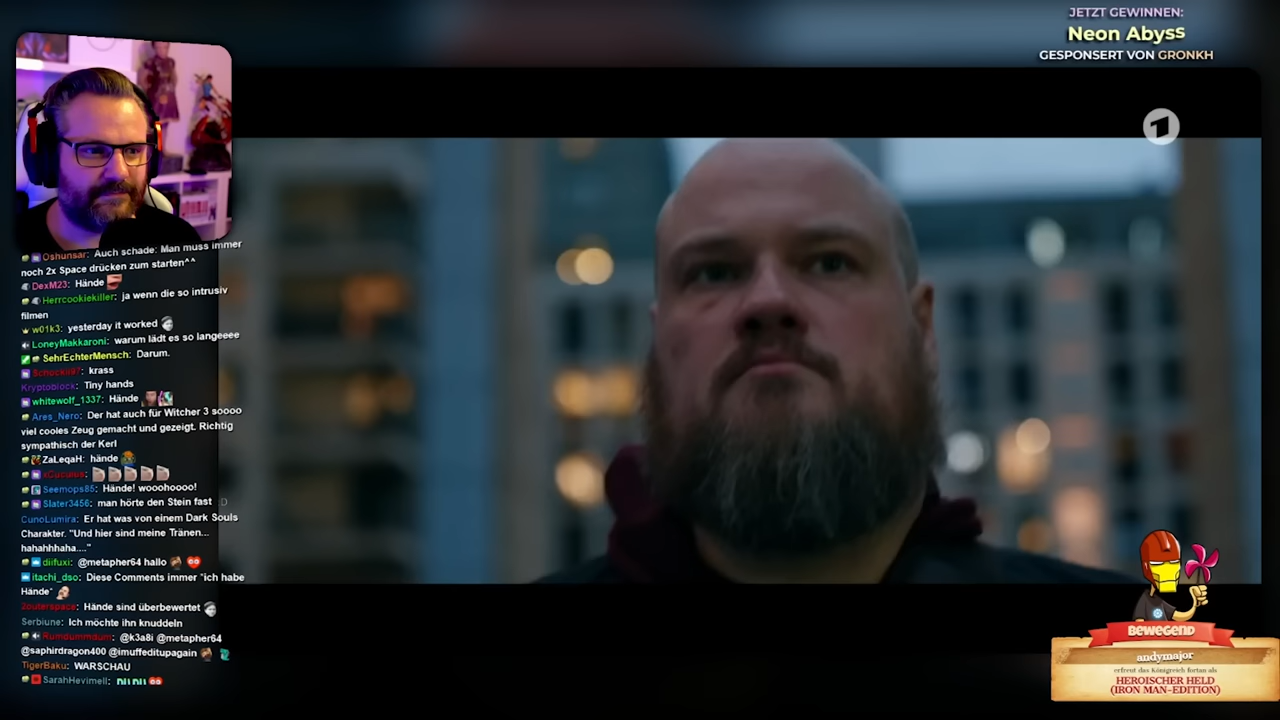 JETZT GEWINNEN:
Neon Abyss
GESPONSERT VON GRONKH
1
Oshunsar: Auch schade: Man muss immer
noch 2x Space drücken zum starten^^
DexM23: Hände
Herrcookiekiller: ja wenn die so intrusiv
filmen
w01k3: yesterday it worked
LoneyMakkaroni: warum lädt es so langeeee
SehrEchterMensch: Darum.
Schocka97: krass
Kryptoblock: Tiny hands
whitewolf_1337: Hände
Ares_Nero: Der hat auch für Witcher 3 soooo
viel cooles Zeug gemacht und gezeigt. Richtig
sympathisch der Kerl
ZaLeqaH: hände
Seemops85: Hände! wooohoooo!
Slater3456: man hörte den Stein fast :D
CunoLumira: Er hat was von einem Dark Souls
Charakter. "Und hier sind meine Tränen...
hahahhhaha...."
diifuxi: @metapher64 hallo
itachi_dso: Diese Comments immer "ich habe
Hände"
2outerspace: Hände sind überbewertet
Serbiune: Ich möchte ihn knuddeln
Rumdummdum: @k3a8i @metapher64
@saphirdragon400 @imuffeditupagain
TigerBaku: WARSCHAU
SarahHevimell:
BEWEGEND
andymajor
erfreut das Königreich fortan als
HEROISCHER HELD
(IRON MAN-EDITION)